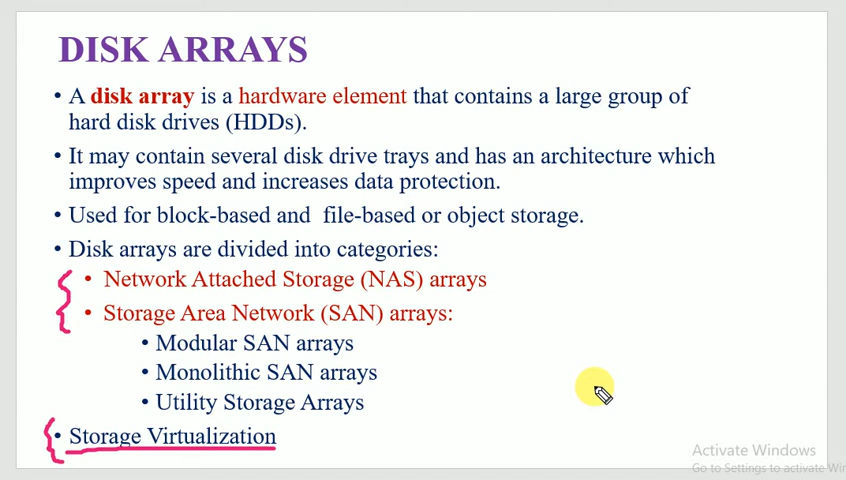 DISK ARRAYS
• A disk array is a hardware element that contains a large group of
hard disk drives (HDDs).
• It may contain several disk drive trays and has an architecture which
improves speed and increases data protection.
• Used for block-based and file-based or object storage.
• Disk arrays are divided into categories:
• Network Attached Storage (NAS) arrays
• Storage Area Network (SAN) arrays:
• Modular SAN arrays
• Monolithic SAN arrays
• Utility Storage Arrays
• Storage Virtualization
Activate Windows
Go to Settings to activate Win